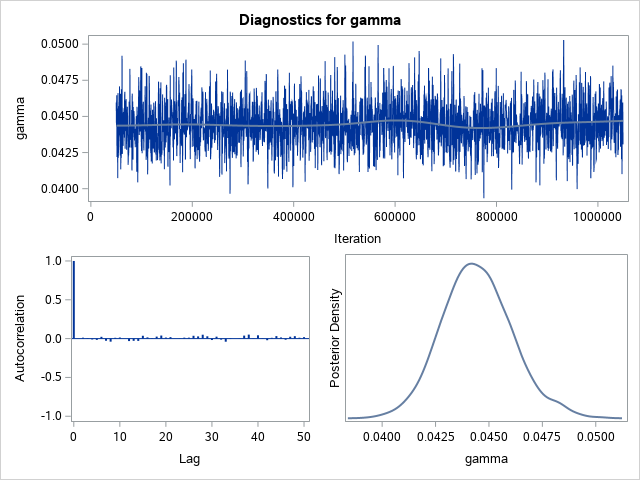 Diagnostics for gamma
0.0500
0.0475
0.0450
0.0425
0.0400
gamma
0 200000 400000 600000 800000 1000000
Iteration
1.0
0.5
0.0
-0.5
-1.0
Autocorrelation
0 10 20 30 40 50
Lag
Posterior Density
0.0400 0.0425 0.0450 0.0475 0.0500
gamma